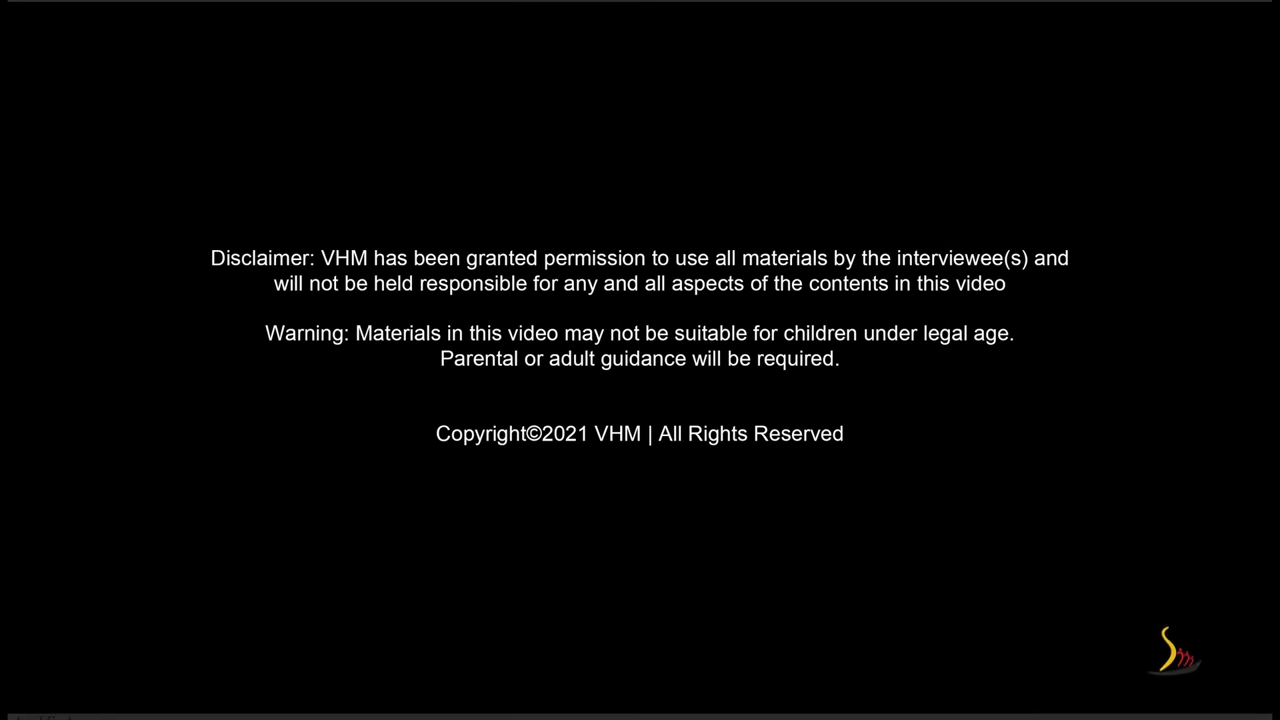 Disclaimer: VHM has been granted permission to use all materials by the interviewee(s) and
will not be held responsible for any and all aspects of the contents in this video
Warning: Materials in this video may not be suitable for children under legal age.
Parental or adult guidance will be required.
Copyright©2021 VHM | All Rights Reserved